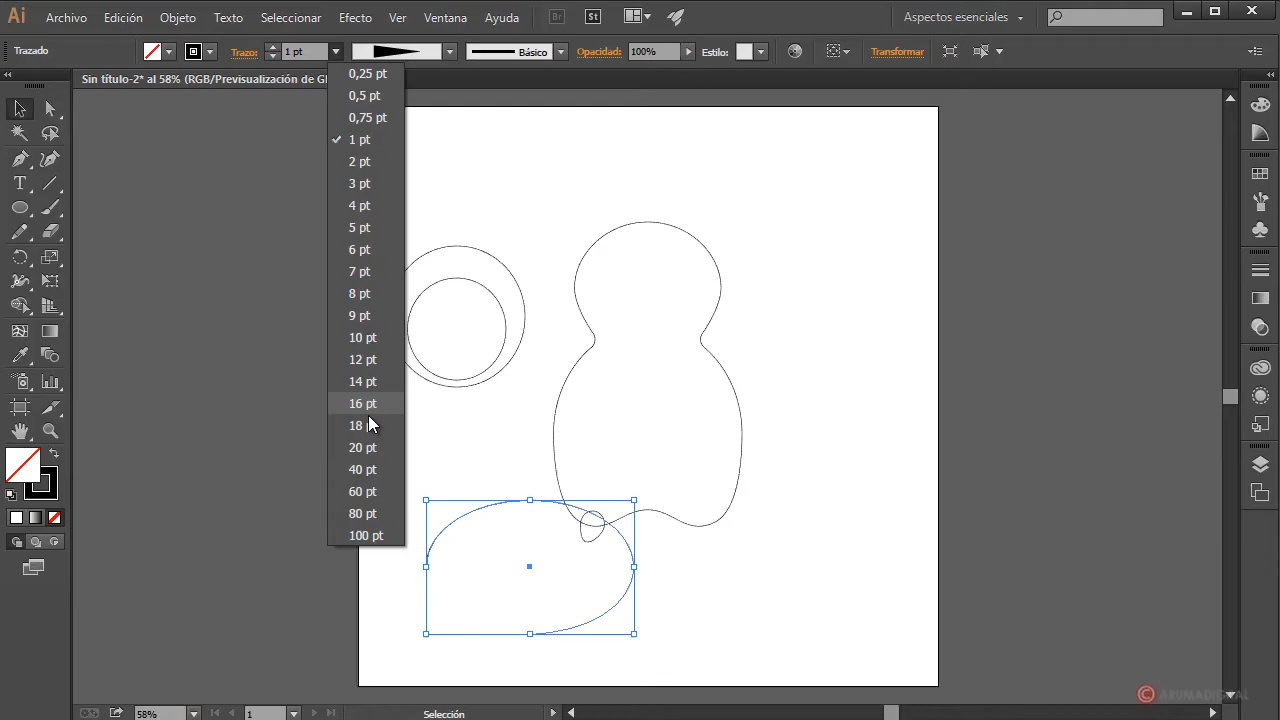 Ai Archivo Edición Objeto Texto Seleccionar Efecto Ver Ventana Ayuda Br St Aspectos esenciales
Trazado Trazo: 1 pt Básico Opacidad: 100% Estilo: Transformar
Sin título-2* al 58% (RGB/Previsualización de GP
0,25 pt
0,5 pt
0,75 pt
1 pt
2 pt
3 pt
4 pt
5 pt
6 pt
7 pt
8 pt
9 pt
10 pt
12 pt
14 pt
16 pt
18
20 pt
40 pt
60 pt
80 pt
100 pt
© AKUMADIGITAL
58% 1 Selección